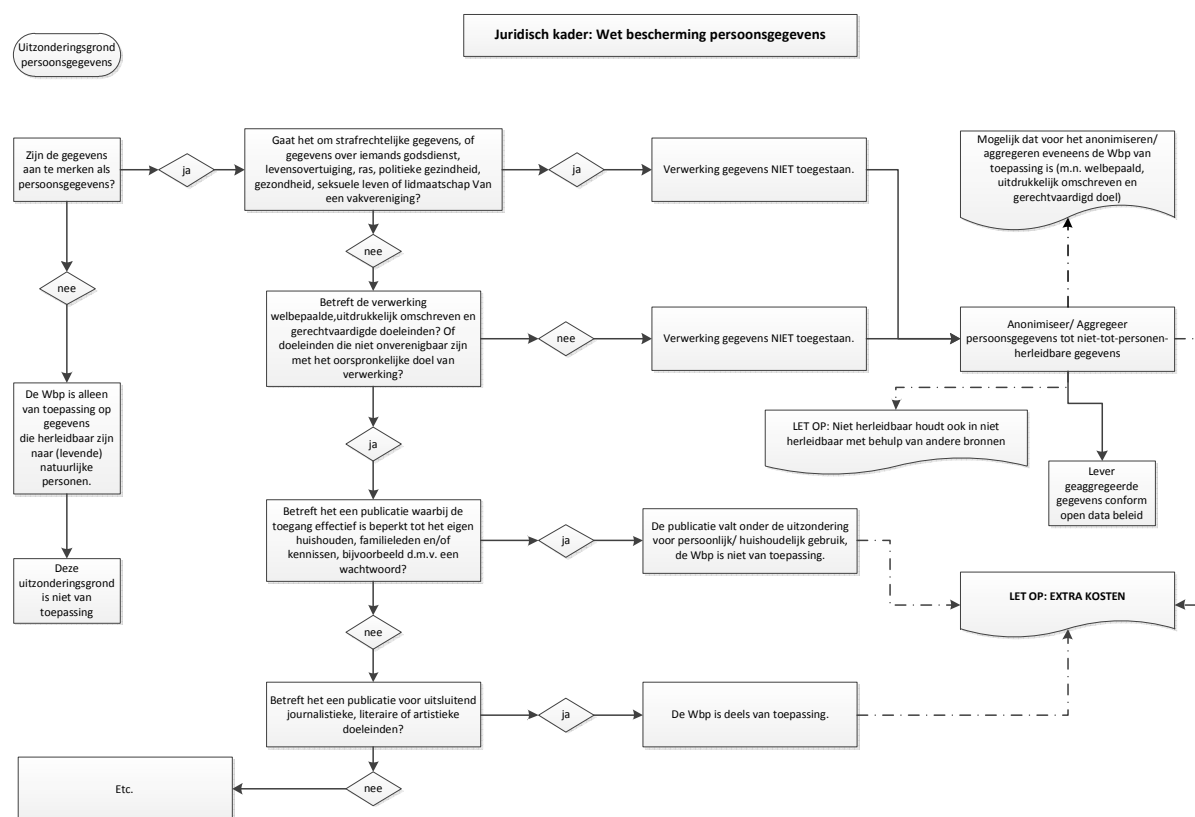 Juridisch kader: Wet bescherming persoonsgegevens
Uitzonderingsgrond
persoonsgegevens
Zijn de gegevens
aan te merken als
persoonsgegevens?
ja
Gaat het om strafrechtelijke gegevens, of
gegevens over iemands godsdienst,
levensovertuiging, ras, politieke gezindheid,
gezondheid, seksuele leven of lidmaatschap Van
een vakvereniging?
ja
Verwerking gegevens NIET toegestaan.
Mogelijk dat voor het anonimiseren/
aggregeren eveneens de Wbp van
toepassing is (m.n. welbepaald,
uitdrukkelijk omschreven en
gerechtvaardigd doel)
nee
nee
Betreft de verwerking
welbepaalde,uitdrukkelijk omschreven en
gerechtvaardigde doeleinden? Of
doeleinden die niet onverenigbaar zijn
met het oorspronkelijke doel van
verwerking?
nee
Verwerking gegevens NIET toegestaan.
Anonimiseer/ Aggregeer
persoonsgegevens tot niet-tot-personen-
herleidbare gegevens
De Wbp is alleen
van toepassing op
gegevens
die herleidbaar zijn
naar (levende)
natuurlijke
personen.
ja
LET OP: Niet herleidbaar houdt ook in niet
herleidbaar met behulp van andere bronnen
Lever
geaggregeerde
gegevens conform
open data beleid
Deze
uitzonderingsgrond
is niet van
toepassing
Betreft het een publicatie waarbij de
toegang effectief is beperkt tot het eigen
huishouden, familieleden en/of
kennissen, bijvoorbeeld d.m.v. een
wachtwoord?
ja
De publicatie valt onder de uitzondering
voor persoonlijk/ huishoudelijk gebruik,
de Wbp is niet van toepassing.
LET OP: EXTRA KOSTEN
nee
Betreft het een publicatie voor uitsluitend
journalistieke, literaire of artistieke
doeleinden?
ja
De Wbp is deels van toepassing.
nee
Etc.